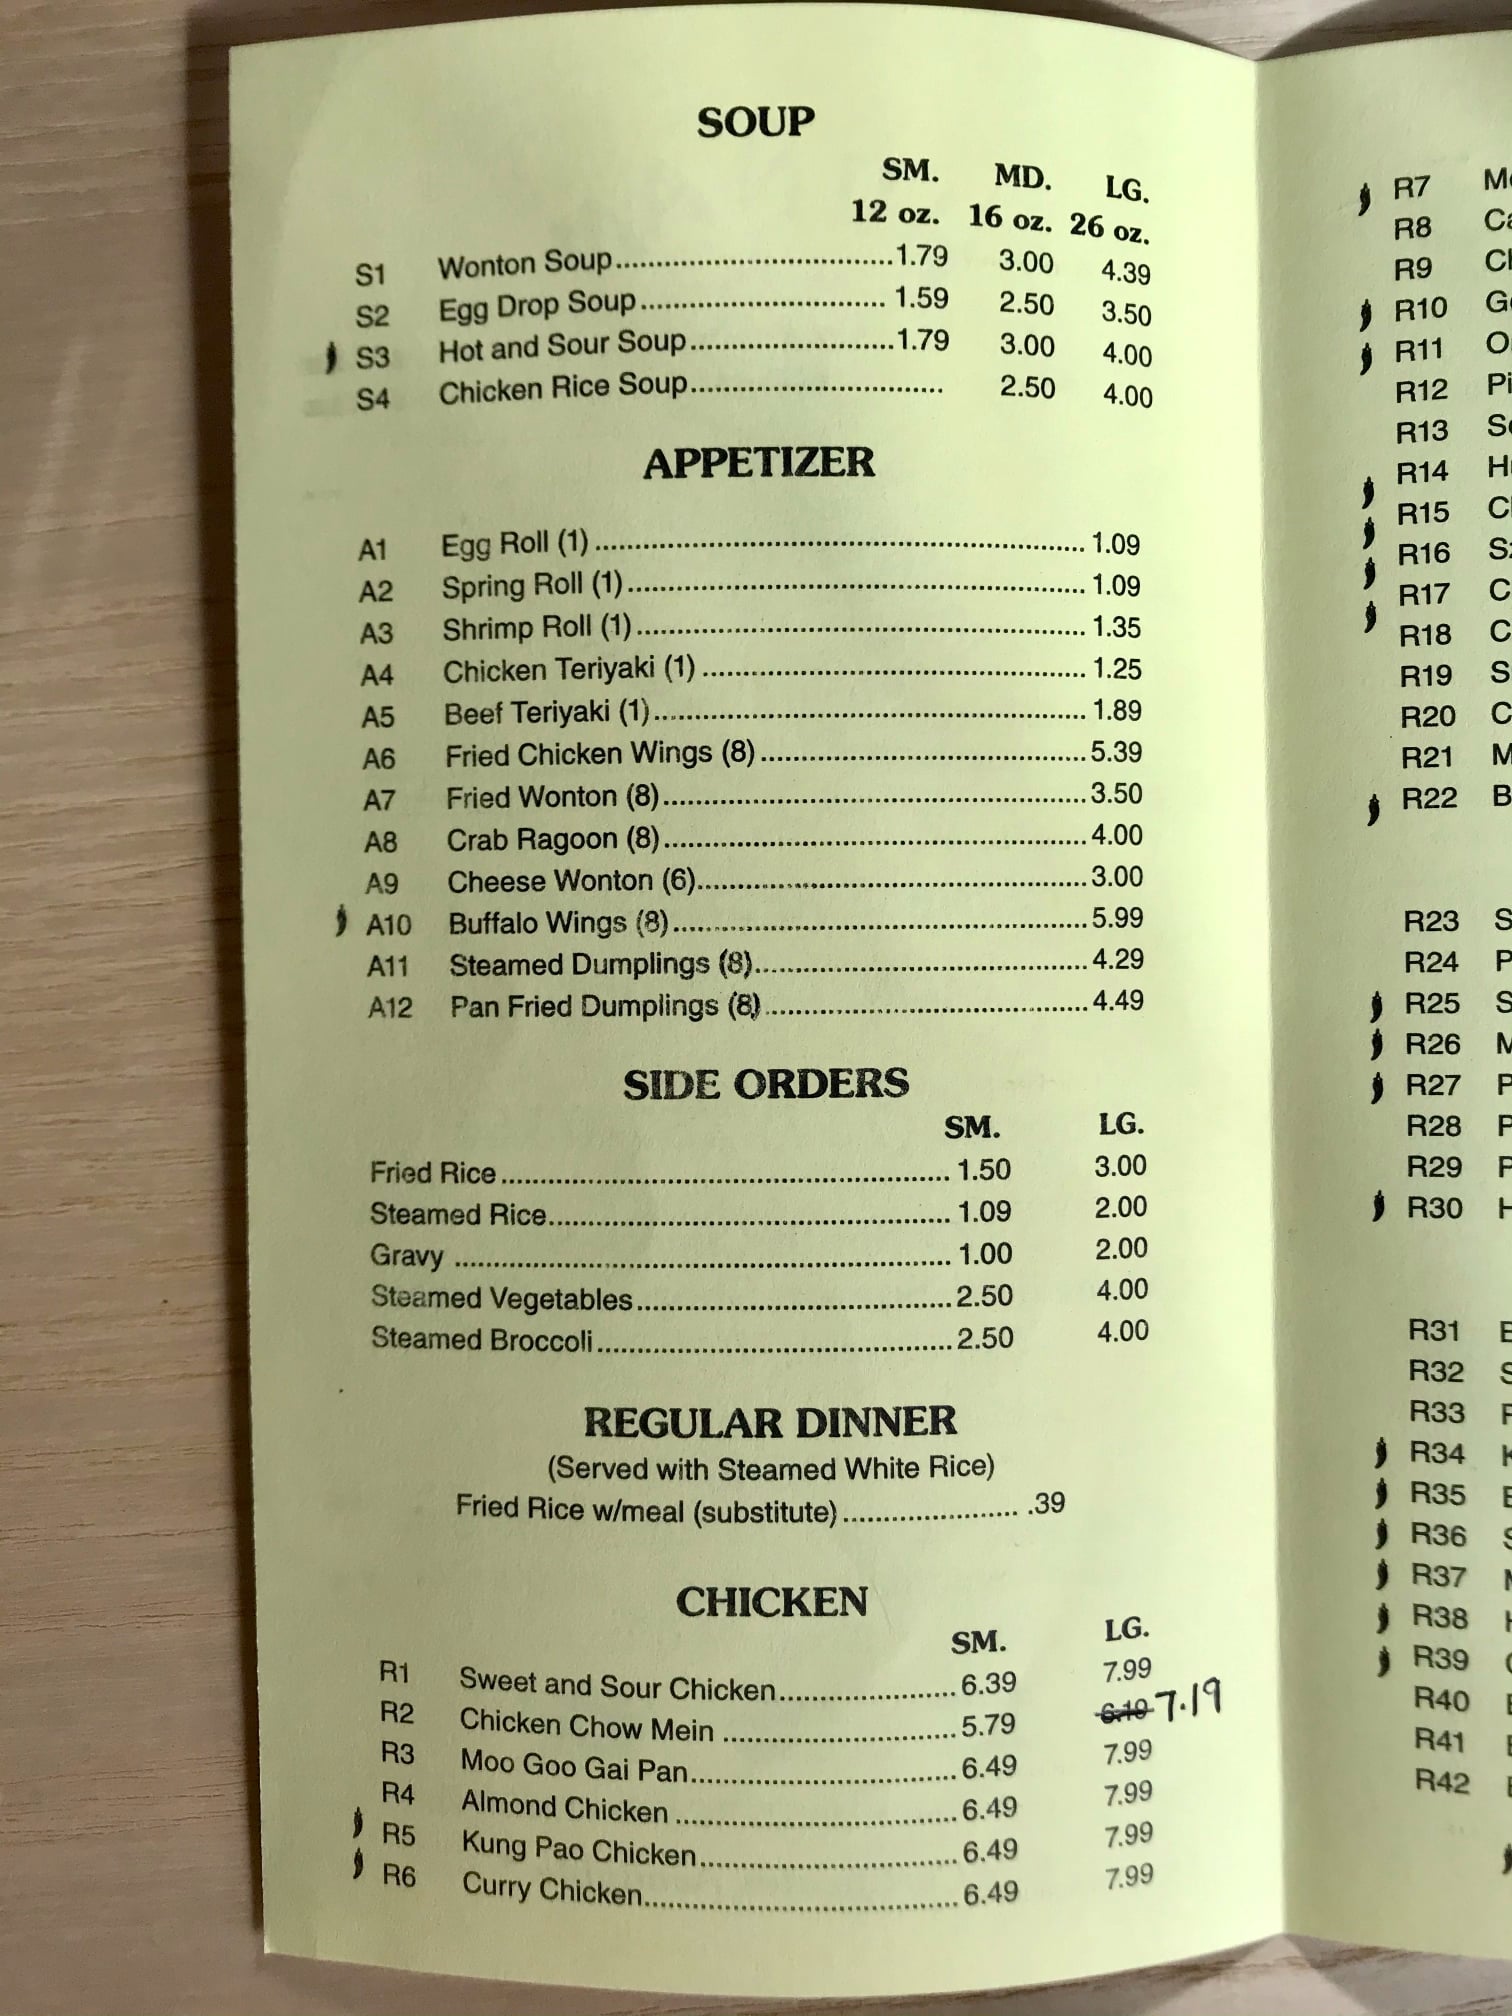 SOUP
SM. MD. LG.
12 oz. 16 oz. 26 oz.
S1 Wonton Soup 1.79 3.00 4.39
S2 Egg Drop Soup 1.59 2.50 3.50
S3 Hot and Sour Soup 1.79 3.00 4.00
S4 Chicken Rice Soup 2.50 4.00
APPETIZER
A1 Egg Roll (1) 1.09
A2 Spring Roll (1) 1.09
A3 Shrimp Roll (1) 1.35
A4 Chicken Teriyaki (1) 1.25
A5 Beef Teriyaki (1) 1.89
A6 Fried Chicken Wings (8) 5.39
A7 Fried Wonton (8) 3.50
A8 Crab Ragoon (8) 4.00
A9 Cheese Wonton (6) 3.00
A10 Buffalo Wings (8) 5.99
A11 Steamed Dumplings (8) 4.29
A12 Pan Fried Dumplings (8) 4.49
SIDE ORDERS
SM. LG.
Fried Rice 1.50 3.00
Steamed Rice 1.09 2.00
Gravy 1.00 2.00
Steamed Vegetables 2.50 4.00
Steamed Broccoli 2.50 4.00
REGULAR DINNER
(Served with Steamed White Rice)
Fried Rice w/meal (substitute) .39
CHICKEN
SM. LG.
R1 Sweet and Sour Chicken 6.39 7.99
R2 Chicken Chow Mein 5.79 7.19
R3 Moo Goo Gai Pan 6.49 7.99
R4 Almond Chicken 6.49 7.99
R5 Kung Pao Chicken 6.49 7.99
R6 Curry Chicken 6.49 7.99
R7
R8
R9
R10
R11
R12
R13
R14
R15
R16
R17
R18
R19
R20
R21
R22
R23
R24
R25
R26
R27
R28
R29
R30
R31
R32
R33
R34
R35
R36
R37
R38
R39
R40
R41
R42